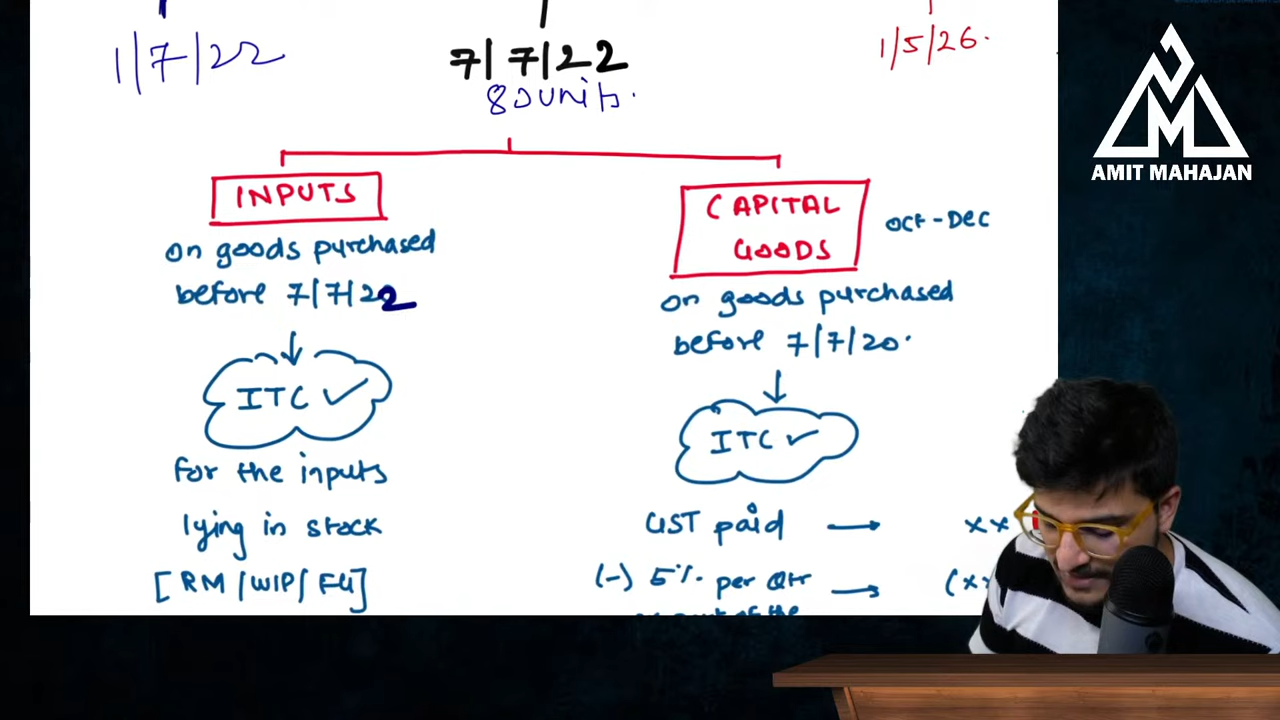 1/7/22
7/7/22
80 units.
1/5/26.
AMIT MAHAJAN
INPUTS
on goods purchased
before 7/7/22
ITC ✓
for the inputs
lying in stock
[RM/WIP/FG]
CAPITAL
GOODS
Oct-Dec
on goods purchased
before 7/7/20.
ITC ✓
GST paid → xx
(-) 5% per Qtr → (x